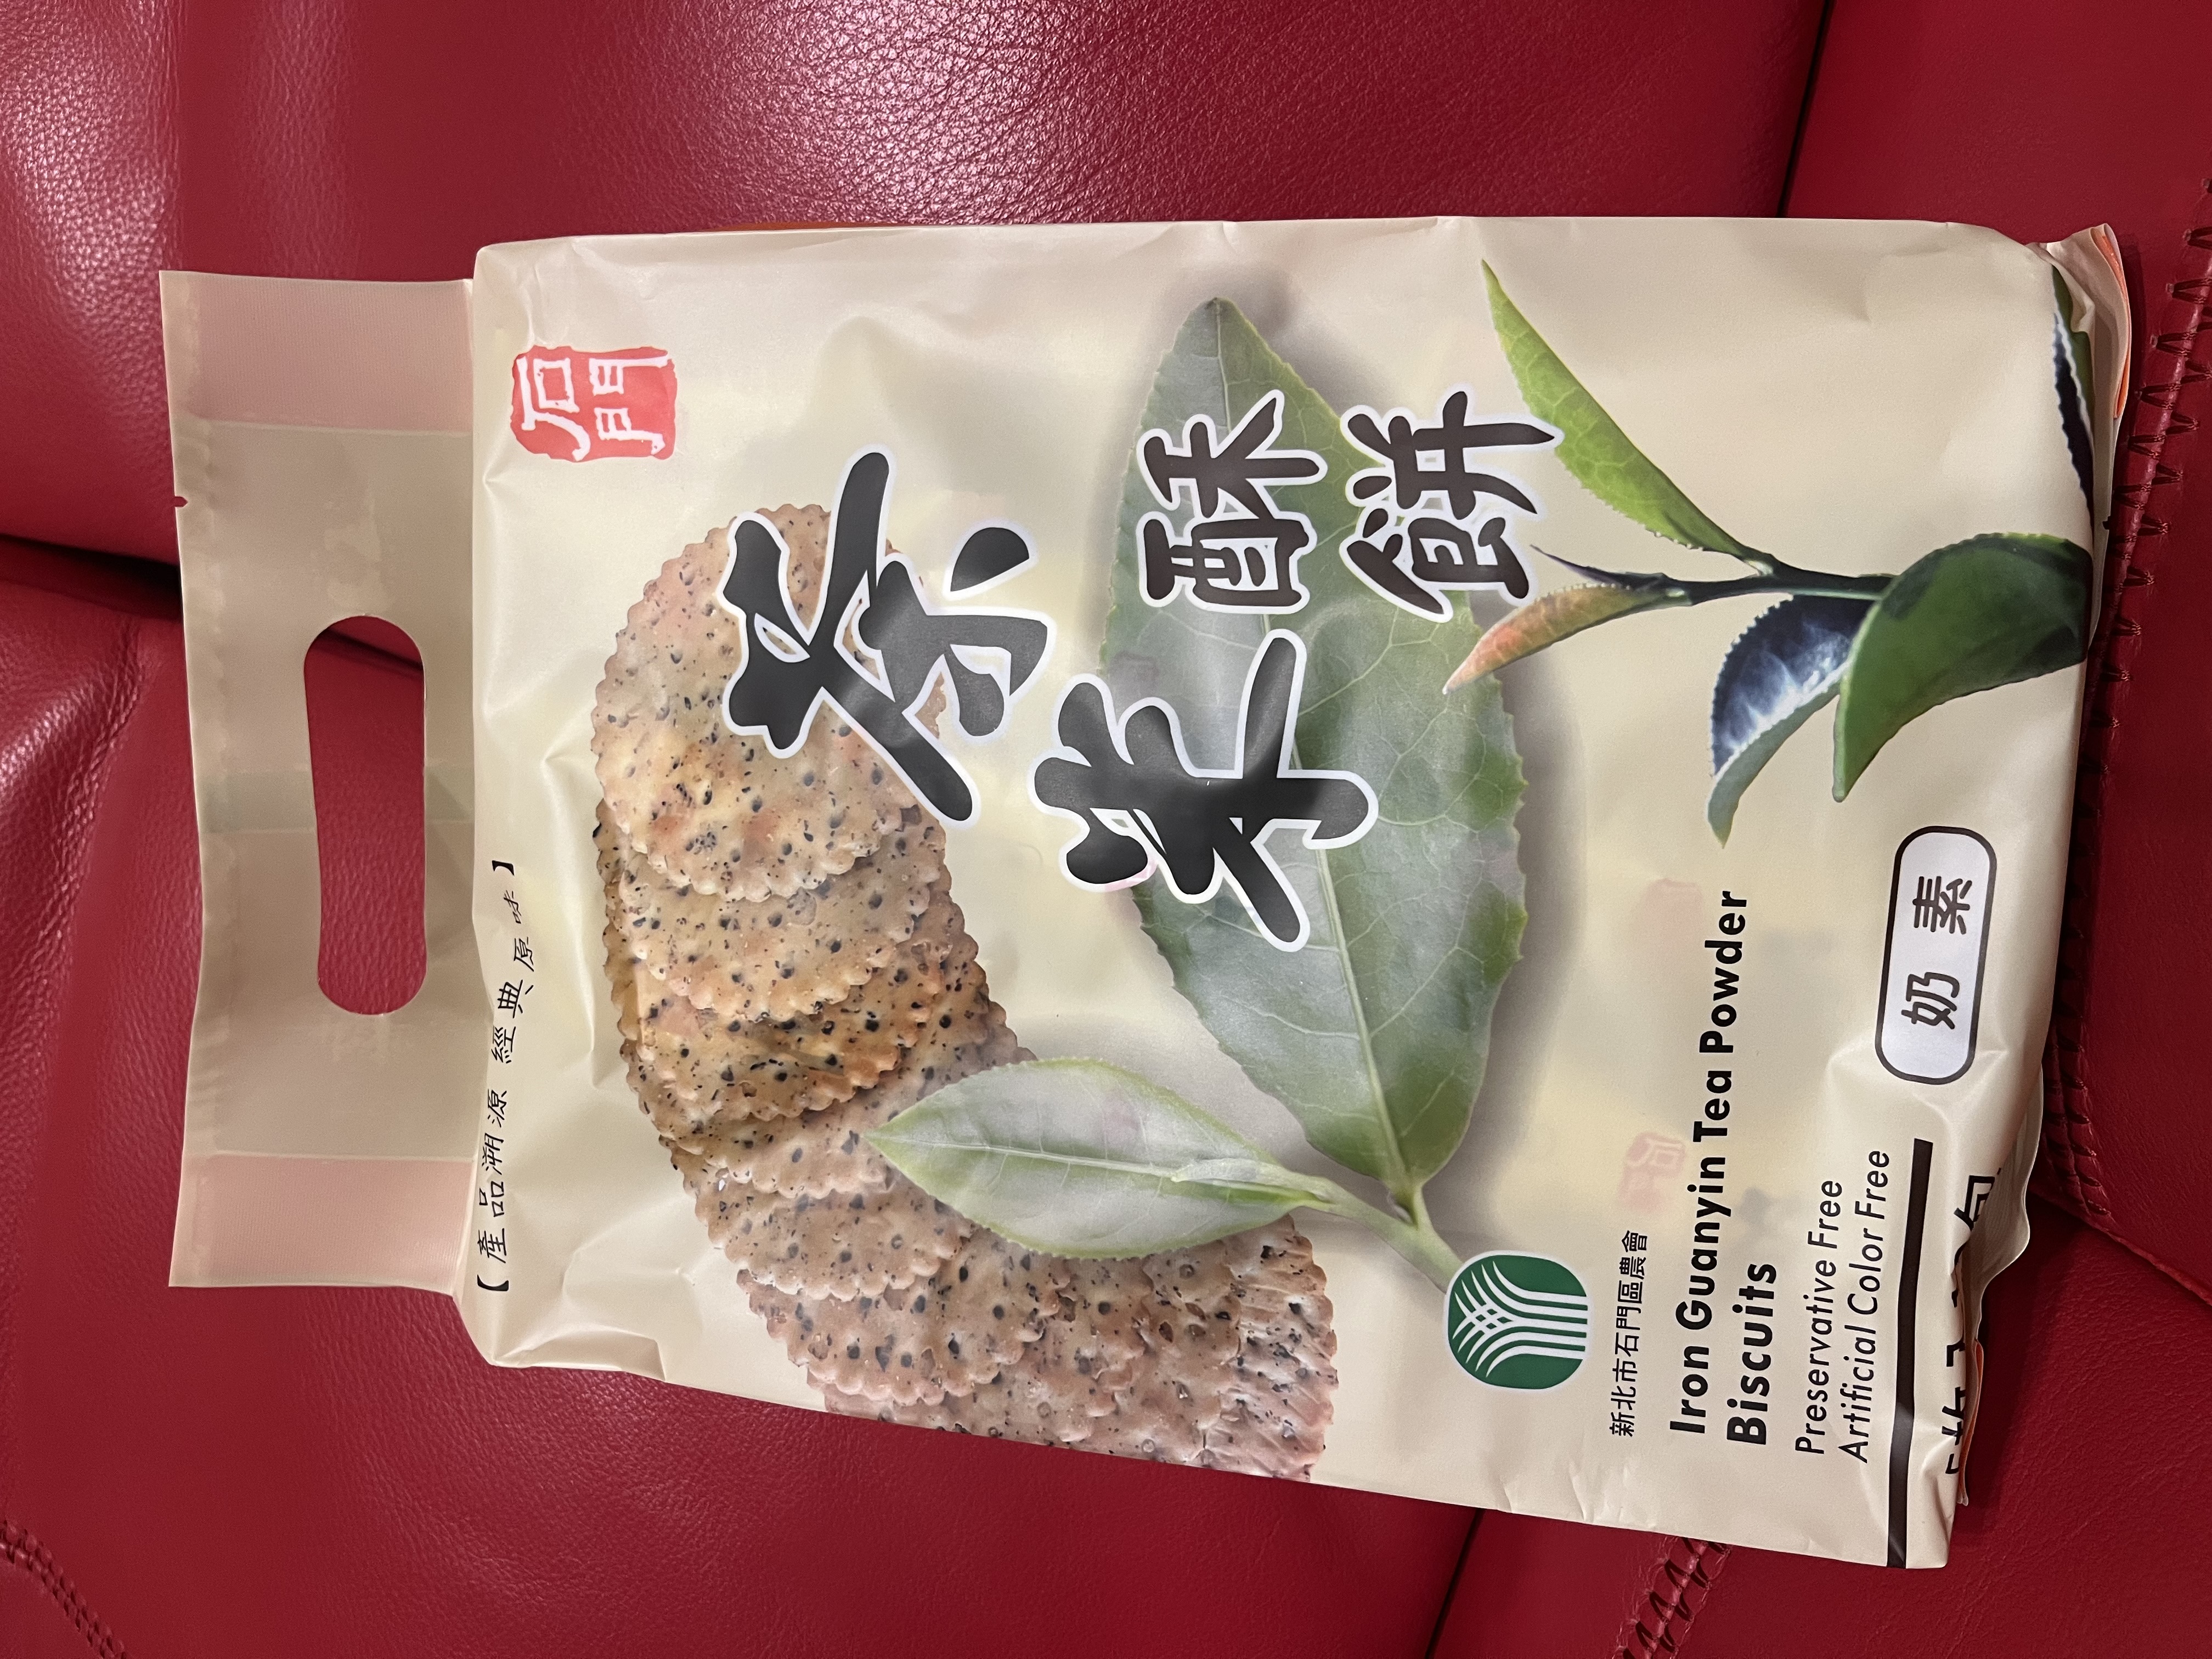 石門
【產品溯源 經典原味】
茶米
酥餅
新北市石門區農會
Iron Guanyin Tea Powder
Biscuits
Preservative Free
Artificial Color Free
奶 素